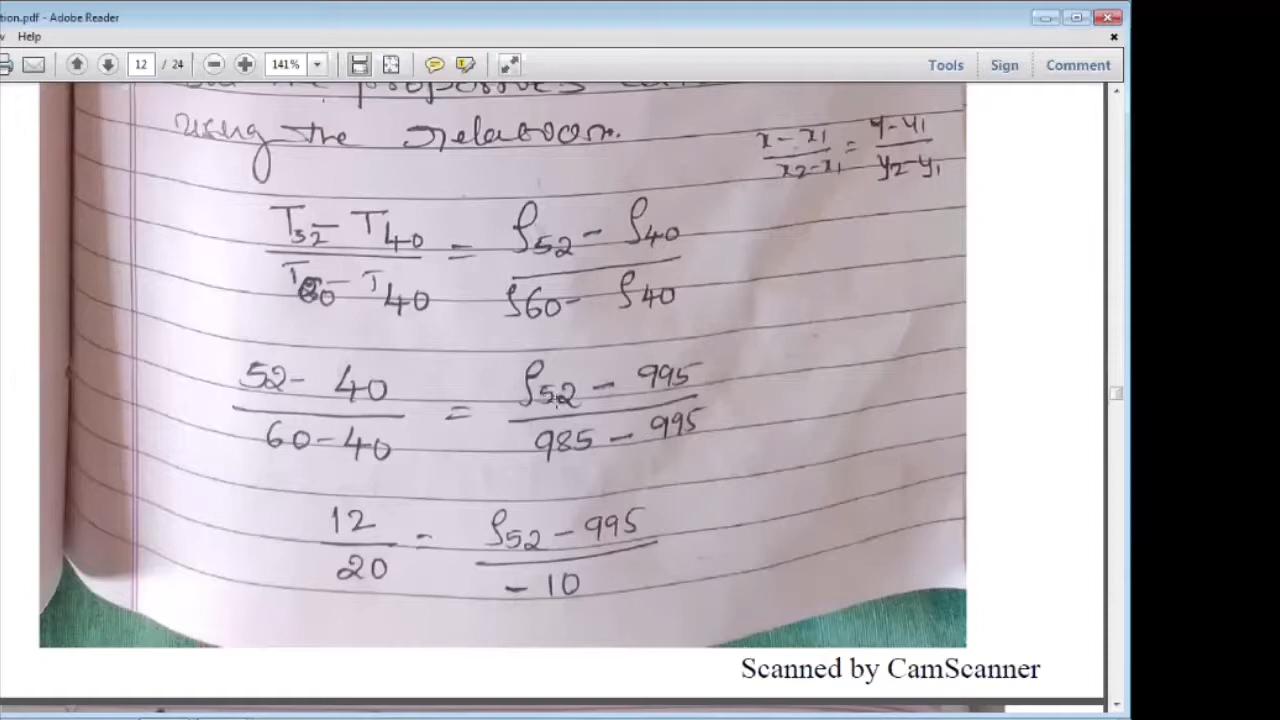 tion.pdf - Adobe Reader
Help
12 / 24 141% Tools Sign Comment
using the relation.
x - x1 / x2 - x1 = y - y1 / y2 - y1
T52 - T40 / T60 - T40 = ρ52 - ρ40 / ρ60 - ρ40
52 - 40 / 60 - 40 = ρ52 - 995 / 985 - 995
12 / 20 = ρ52 - 995 / - 10
Scanned by CamScanner